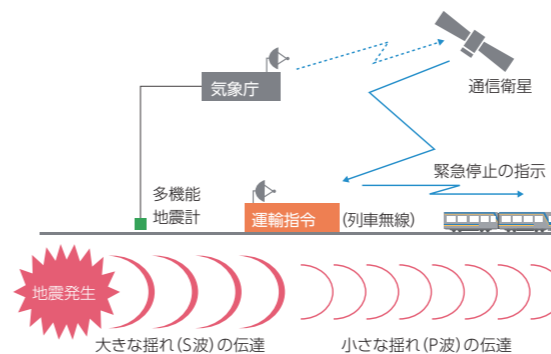 気象庁
通信衛星
緊急停止の指示
多機能
地震計
運輸指令
(列車無線)
地震発生
大きな揺れ(S波)の伝達
小さな揺れ(P波)の伝達